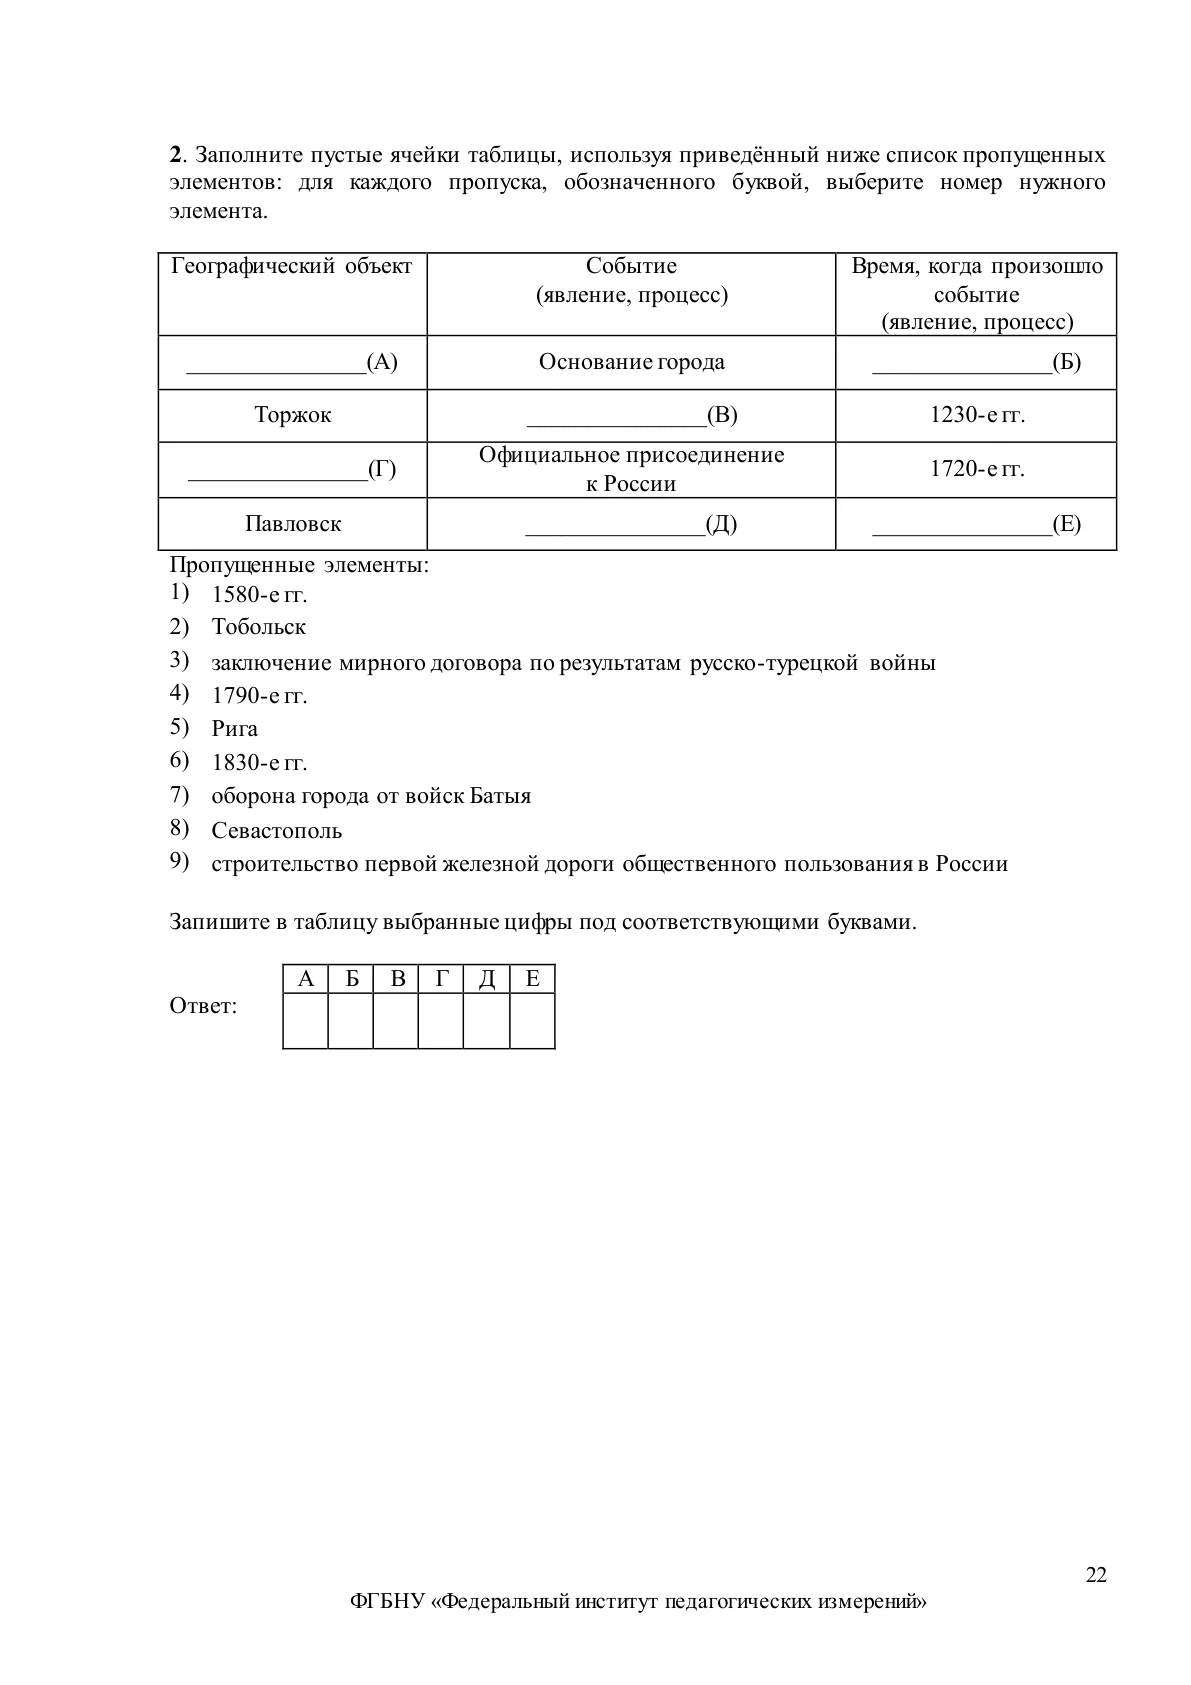 2. Заполните пустые ячейки таблицы, используя приведённый ниже список пропущенных
элементов: для каждого пропуска, обозначенного буквой, выберите номер нужного
элемента.
Географический объект
Событие
(явление, процесс)
Время, когда произошло
событие
(явление, процесс)
_______________(А)
Основание города
_______________(Б)
Торжок
_______________(В)
1230-е гг.
_______________(Г)
Официальное присоединение
к России
1720-е гг.
Павловск
_______________(Д)
_______________(Е)
Пропущенные элементы:
1) 1580-е гг.
2) Тобольск
3) заключение мирного договора по результатам русско-турецкой войны
4) 1790-е гг.
5) Рига
6) 1830-е гг.
7) оборона города от войск Батыя
8) Севастополь
9) строительство первой железной дороги общественного пользования в России
Запишите в таблицу выбранные цифры под соответствующими буквами.
А Б В Г Д Е
Ответ:
22
ФГБНУ «Федеральный институт педагогических измерений»